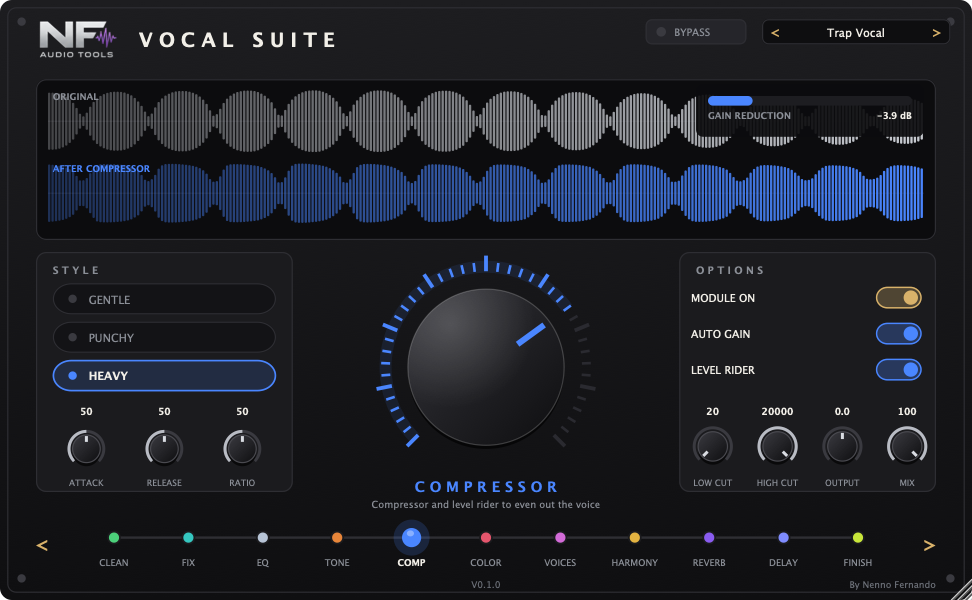 NF
AUDIO TOOLS
VOCAL SUITE
BYPASS
< Trap Vocal >
ORIGINAL
GAIN REDUCTION -3.9 dB
AFTER COMPRESSOR
STYLE
GENTLE
PUNCHY
HEAVY
50 50 50
ATTACK RELEASE RATIO
OPTIONS
MODULE ON
AUTO GAIN
LEVEL RIDER
20 20000 0.0 100
LOW CUT HIGH CUT OUTPUT MIX
COMPRESSOR
Compressor and level rider to even out the voice
< >
CLEAN FIX EQ TONE COMP COLOR VOICES HARMONY REVERB DELAY FINISH
V0.1.0
By Nenno Fernando